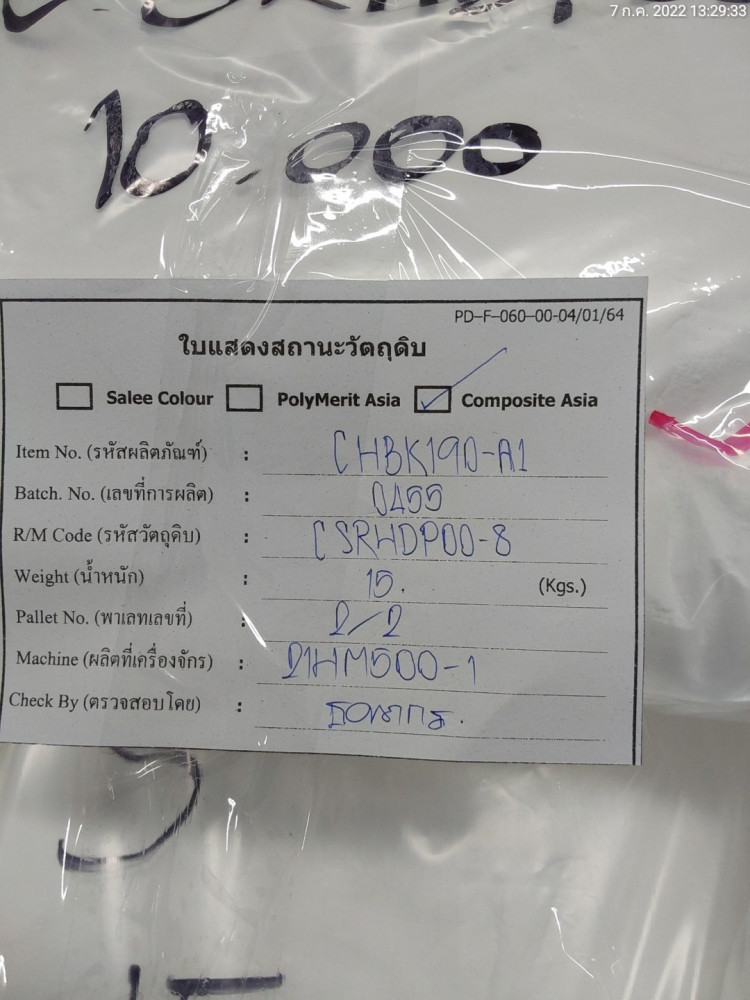 7 ก.ค. 2022 13:29:33
10.000
PD-F-060-00-04/01/64
ใบแสดงสถานะวัตถุดิบ
Salee Colour PolyMerit Asia Composite Asia
Item No. (รหัสผลิตภัณฑ์) : CHBK190-A1
Batch. No. (เลขที่การผลิต) : 0455
R/M Code (รหัสวัตถุดิบ) : CSRHDP00-8
Weight (น้ำหนัก) : 15. (Kgs.)
Pallet No. (พาเลทเลขที่) : 2/2
Machine (ผลิตที่เครื่องจักร) : 21HM500-1
Check By (ตรวจสอบโดย) :